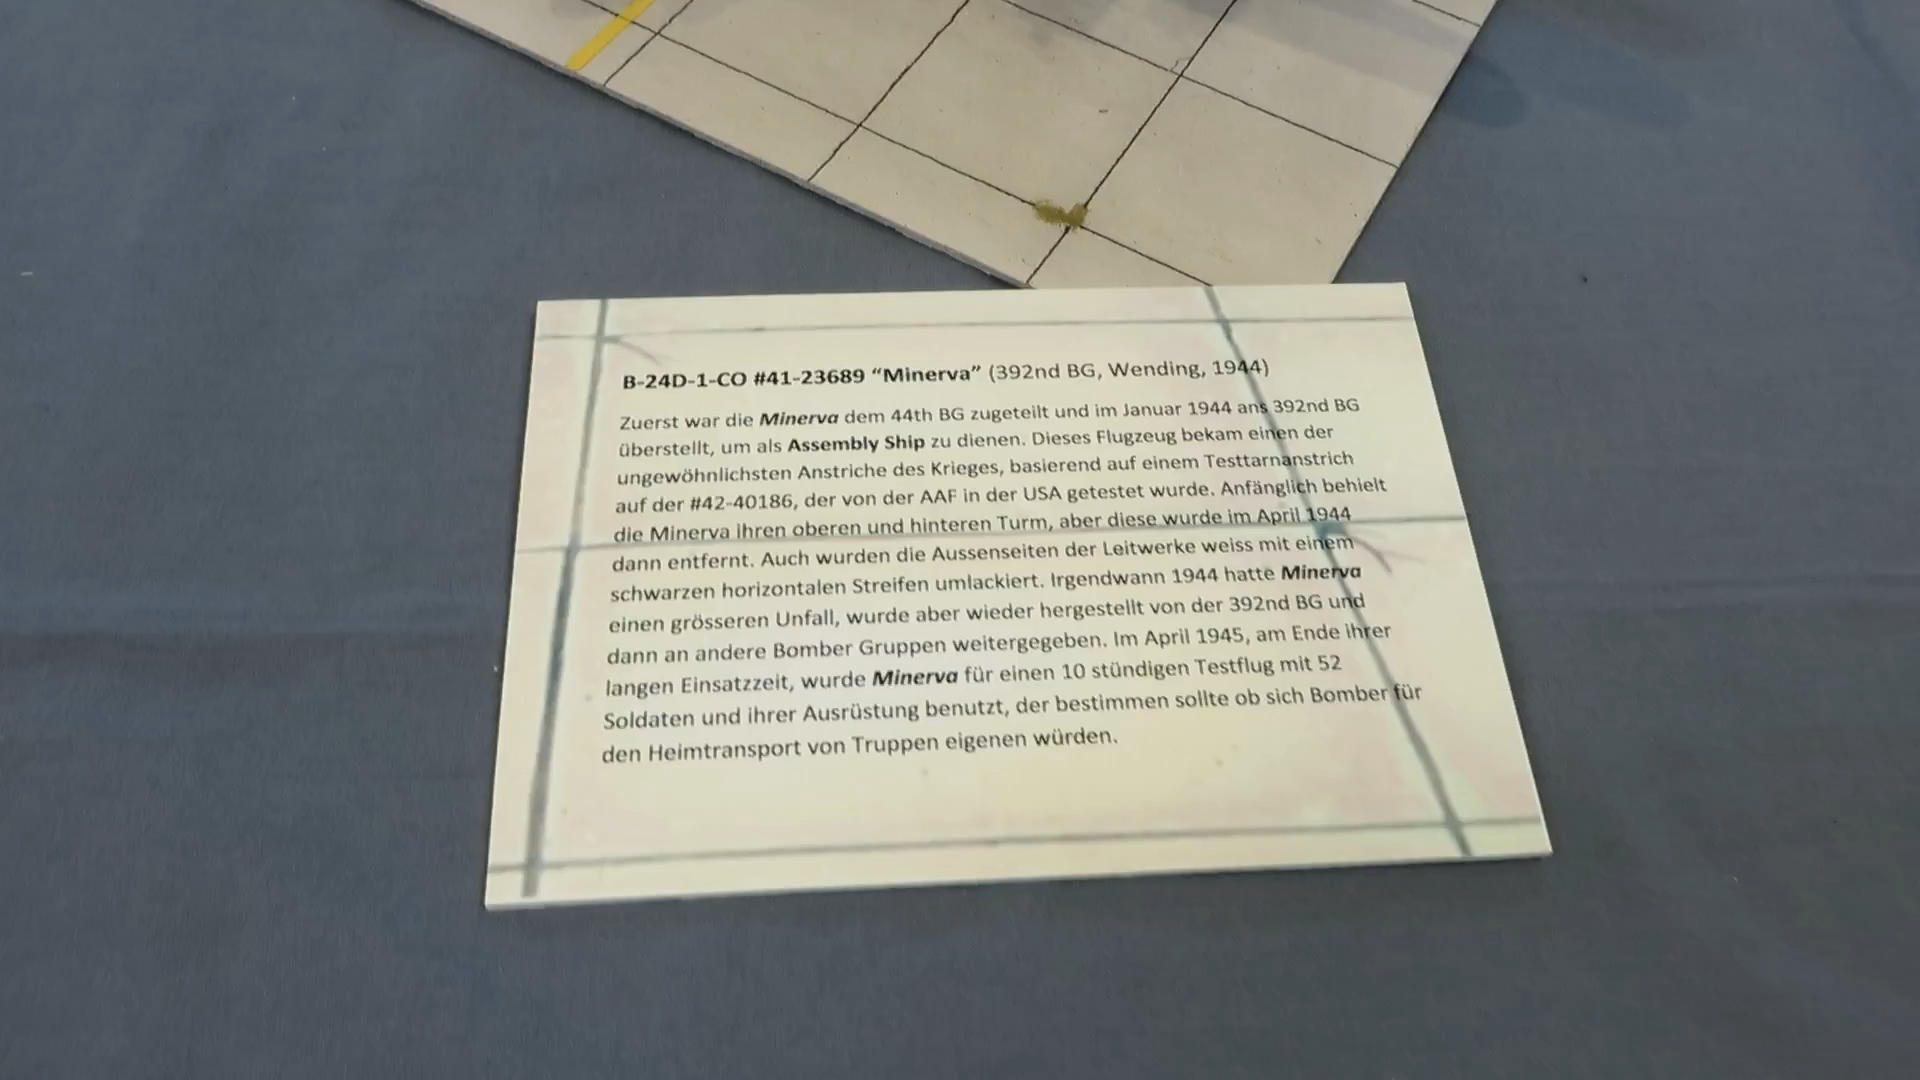 B-24D-1-CO #41-23689 “Minerva” (392nd BG, Wending, 1944)
Zuerst war die Minerva dem 44th BG zugeteilt und im Januar 1944 ans 392nd BG
überstellt, um als Assembly Ship zu dienen. Dieses Flugzeug bekam einen der
ungewöhnlichsten Anstriche des Krieges, basierend auf einem Testtarnanstrich
auf der #42-40186, der von der AAF in der USA getestet wurde. Anfänglich behielt
die Minerva ihren oberen und hinteren Turm, aber diese wurde im April 1944
dann entfernt. Auch wurden die Aussenseiten der Leitwerke weiss mit einem
schwarzen horizontalen Streifen umlackiert. Irgendwann 1944 hatte Minerva
einen grösseren Unfall, wurde aber wieder hergestellt von der 392nd BG und
dann an andere Bomber Gruppen weitergegeben. Im April 1945, am Ende ihrer
langen Einsatzzeit, wurde Minerva für einen 10 stündigen Testflug mit 52
Soldaten und ihrer Ausrüstung benutzt, der bestimmen sollte ob sich Bomber für
den Heimtransport von Truppen eigenen würden.